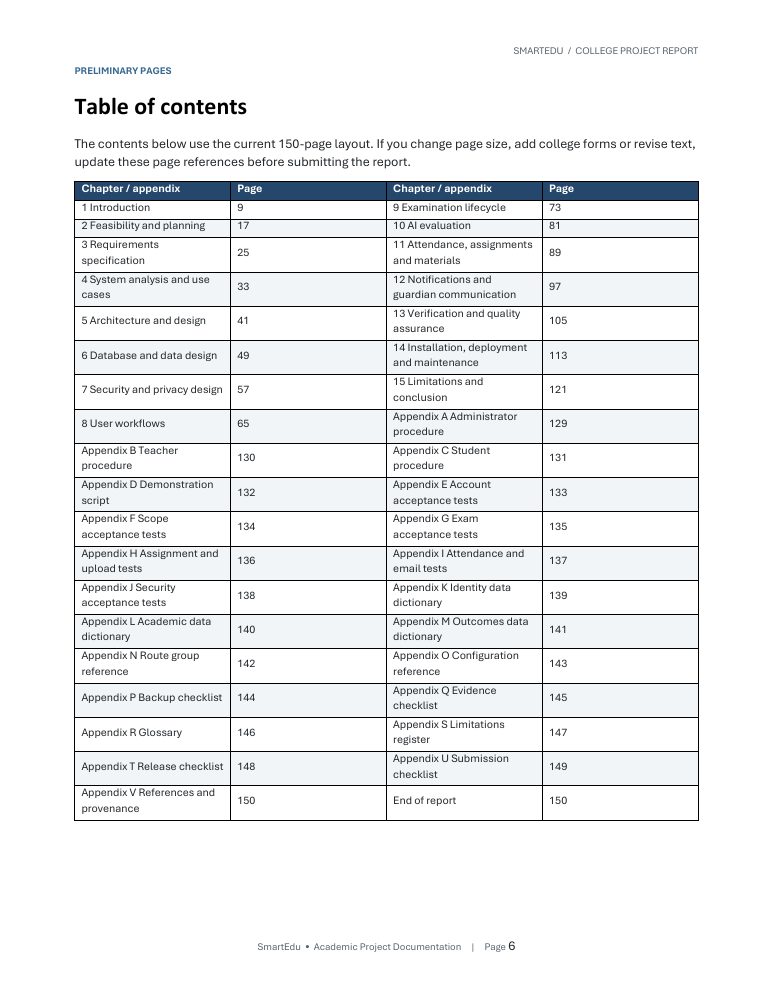 SMARTEDU / COLLEGE PROJECT REPORT
PRELIMINARY PAGES
Table of contents
The contents below use the current 150-page layout. If you change page size, add college forms or revise text,
update these page references before submitting the report.
Chapter / appendix Page Chapter / appendix Page
1 Introduction 9 9 Examination lifecycle 73
2 Feasibility and planning 17 10 AI evaluation 81
3 Requirements
specification 25 11 Attendance, assignments
and materials 89
4 System analysis and use
cases 33 12 Notifications and
guardian communication 97
5 Architecture and design 41 13 Verification and quality
assurance 105
6 Database and data design 49 14 Installation, deployment
and maintenance 113
7 Security and privacy design 57 15 Limitations and
conclusion 121
8 User workflows 65 Appendix A Administrator
procedure 129
Appendix B Teacher
procedure 130 Appendix C Student
procedure 131
Appendix D Demonstration
script 132 Appendix E Account
acceptance tests 133
Appendix F Scope
acceptance tests 134 Appendix G Exam
acceptance tests 135
Appendix H Assignment and
upload tests 136 Appendix I Attendance and
email tests 137
Appendix J Security
acceptance tests 138 Appendix K Identity data
dictionary 139
Appendix L Academic data
dictionary 140 Appendix M Outcomes data
dictionary 141
Appendix N Route group
reference 142 Appendix O Configuration
reference 143
Appendix P Backup checklist 144 Appendix Q Evidence
checklist 145
Appendix R Glossary 146 Appendix S Limitations
register 147
Appendix T Release checklist 148 Appendix U Submission
checklist 149
Appendix V References and
provenance 150 End of report 150
SmartEdu • Academic Project Documentation | Page 6